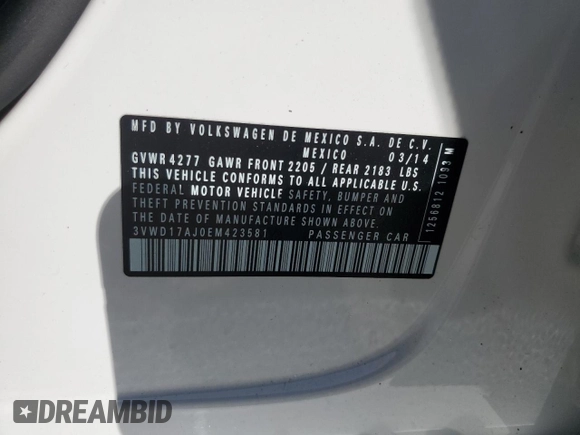 MFD BY VOLKSWAGEN DE MEXICO S.A. DE C.V.
MEXICO 03/14
GVWR 4277 GAWR FRONT 2205 / REAR 2183 LBS
THIS VEHICLE CONFORMS TO ALL APPLICABLE U.S.
FEDERAL MOTOR VEHICLE SAFETY, BUMPER AND
THEFT PREVENTION STANDARDS IN EFFECT ON
THE DATE OF MANUFACTURE SHOWN ABOVE.
3VWD17AJ0EM423581 PASSENGER CAR
1256812 1093 M
DREAMBID